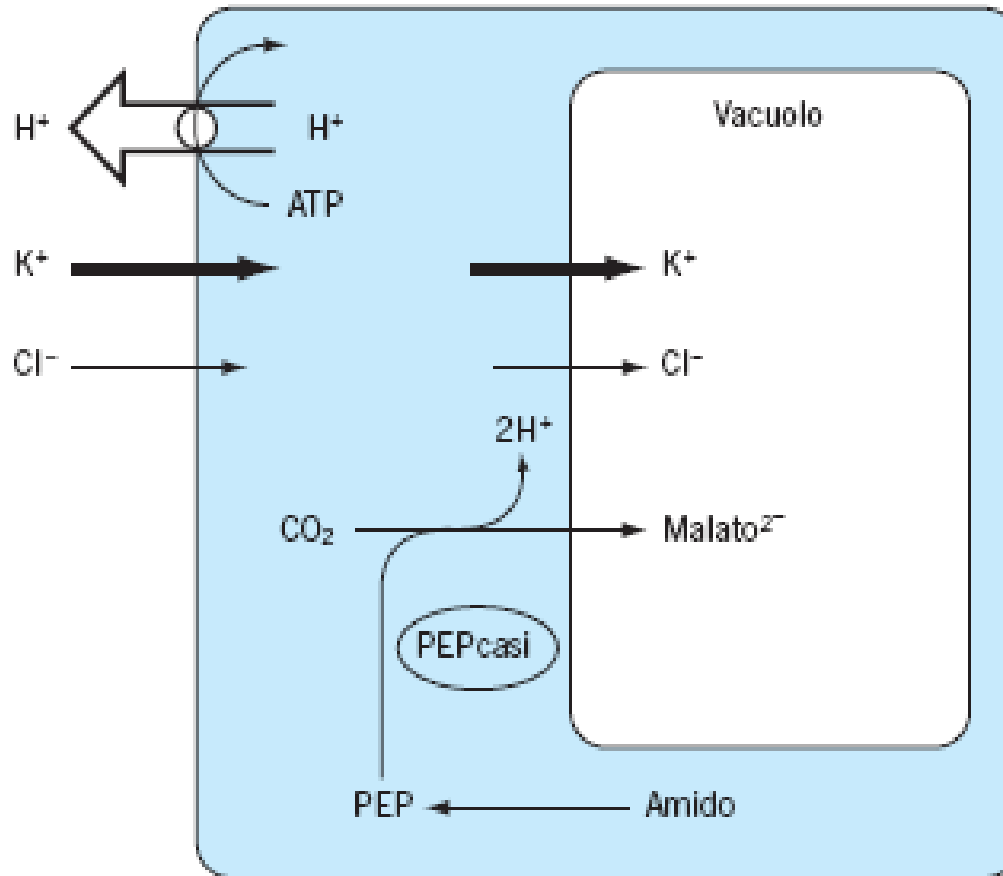 Vacuolo
H⁺
H⁺
ATP
K⁺
K⁺
Cl⁻
Cl⁻
2H⁺
CO₂
Malato²⁻
PEPcasi
PEP
Amido